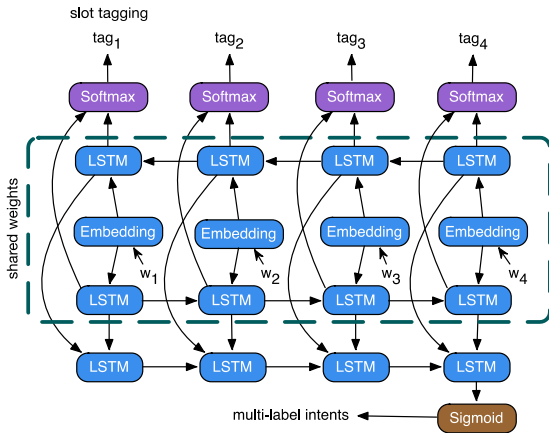 slot tagging
tag1 tag2 tag3 tag4
Softmax Softmax Softmax Softmax
shared weights
LSTM LSTM LSTM LSTM
Embedding Embedding Embedding Embedding
w1 w2 w3 w4
LSTM LSTM LSTM LSTM
LSTM LSTM LSTM LSTM
multi-label intents Sigmoid